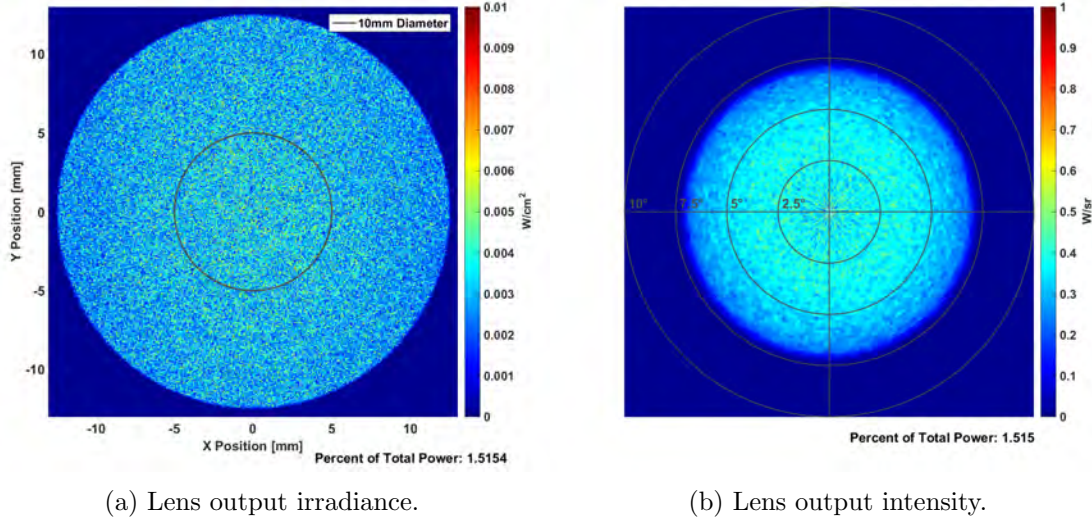 10mm Diameter
Y Position [mm]
10
5
0
-5
-10
-10 -5 0 5 10
X Position [mm]
0.01
0.009
0.008
0.007
0.006
0.005
0.004
0.003
0.002
0.001
0
W/cm²
Percent of Total Power: 1.5154
(a) Lens output irradiance.
10° 7.5° 5° 2.5°
1
0.9
0.8
0.7
0.6
0.5
0.4
0.3
0.2
0.1
0
W/sr
Percent of Total Power: 1.515
(b) Lens output intensity.